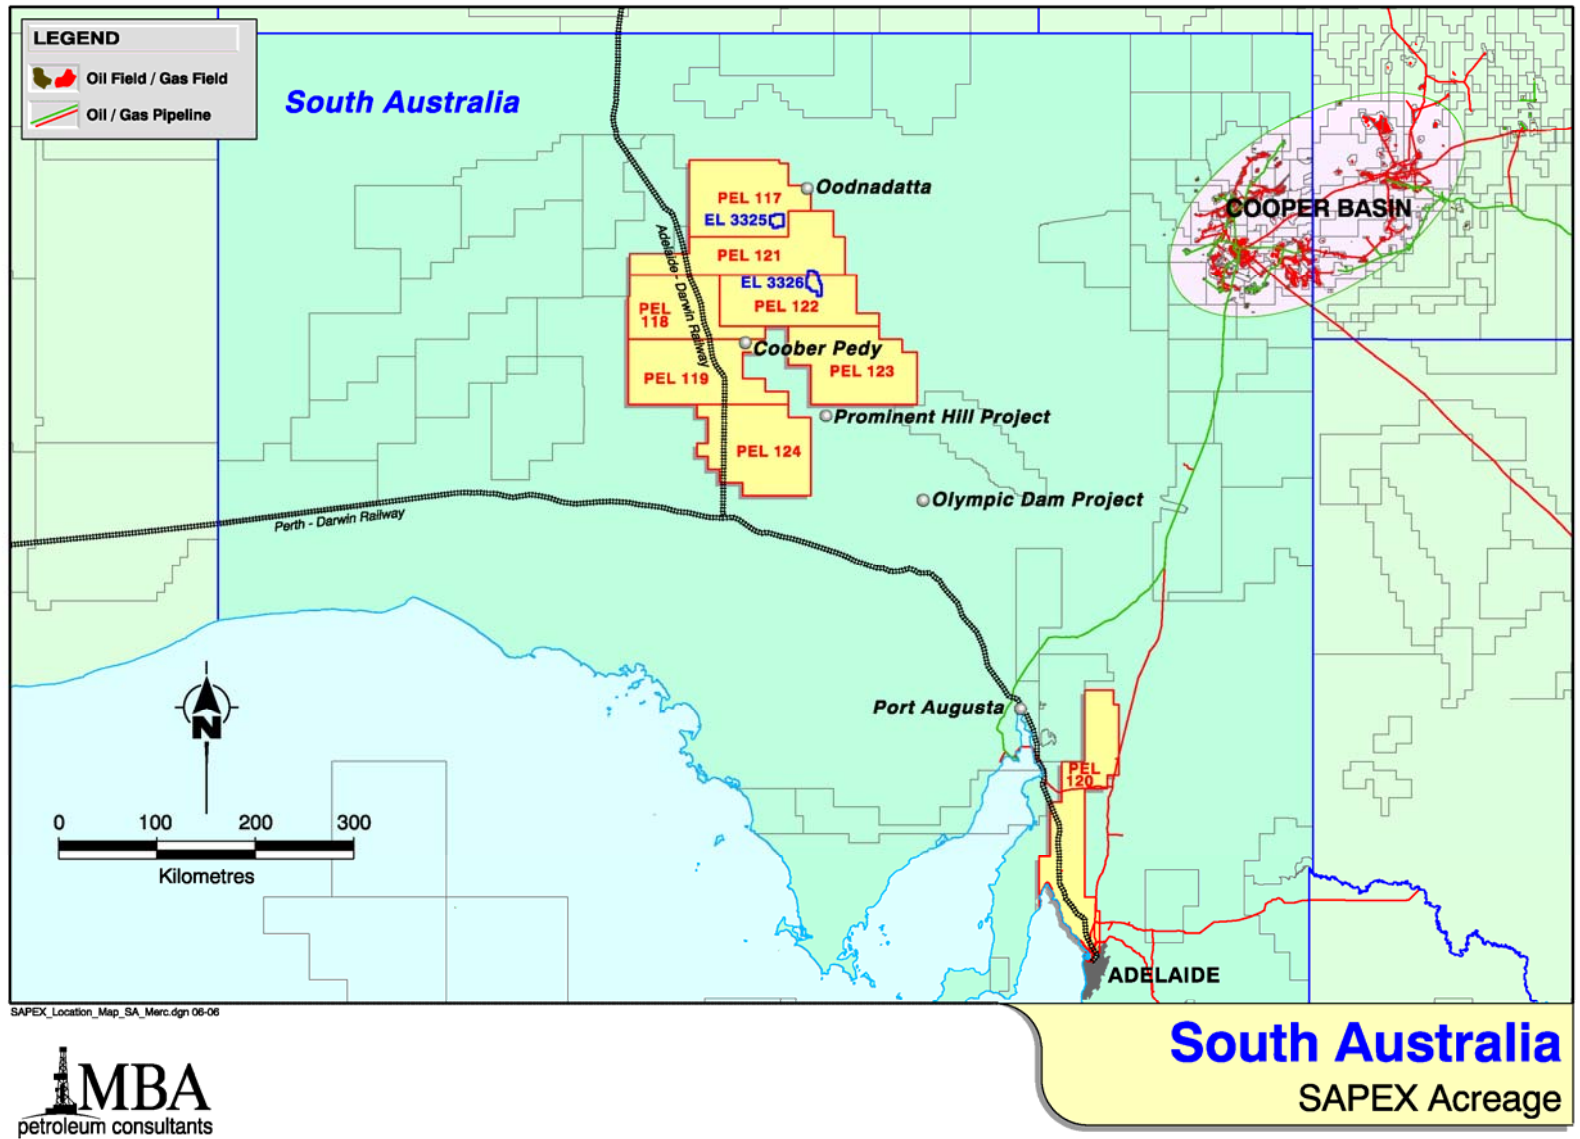 LEGEND
Oil Field / Gas Field
Oil / Gas Pipeline
South Australia
Oodnadatta
PEL 117
EL 3325
COOPER BASIN
Adelaide - Darwin Railway
PEL 121
EL 3326
PEL 122
PEL
118
Coober Pedy
PEL 119
PEL 123
Prominent Hill Project
PEL 124
Olympic Dam Project
Perth - Darwin Railway
Port Augusta
N
PEL
120
0 100 200 300
Kilometres
ADELAIDE
SAPEX_Location_Map_SA_Merc.dgn 06-06
South Australia
SAPEX Acreage
MBA
petroleum consultants